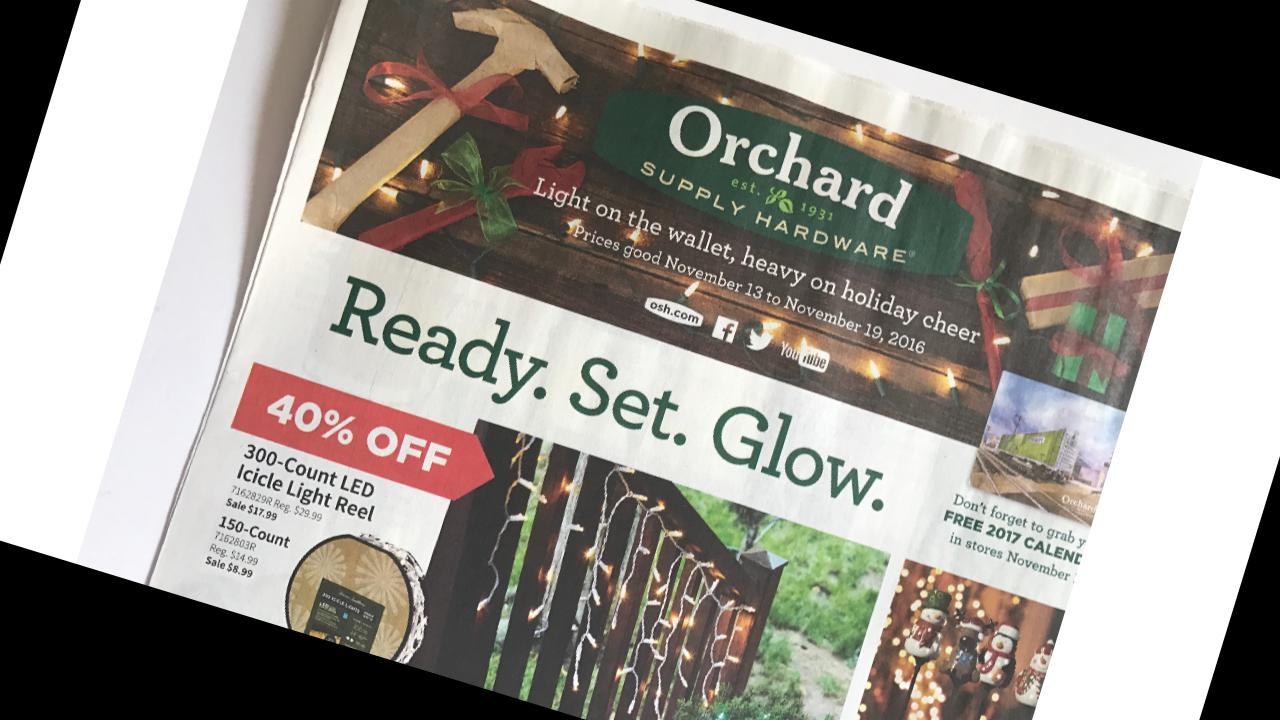 Orchard
est. 1931
SUPPLY HARDWARE®
Light on the wallet, heavy on holiday cheer
Prices good November 13 to November 19, 2016
osh.com
f
You Tube
Ready. Set. Glow.
40% OFF
300-Count LED
Icicle Light Reel
7162829R Reg. $29.99
Sale $17.99
150-Count
7162803R
Reg. $14.99
Sale $8.99
Orchard
Don't forget to grab y
FREE 2017 CALEND
in stores November